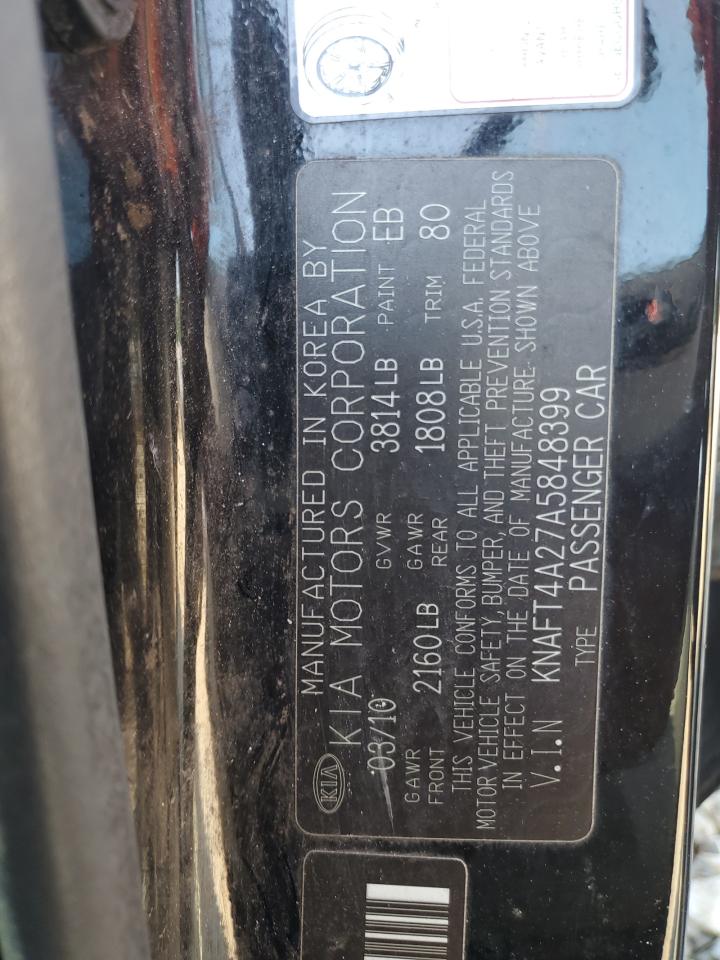 MANUFACTURED IN KOREA BY
KIA KIA MOTORS CORPORATION
03/10 GVWR 3814LB PAINT EB
GAWR FRONT 2160LB GAWR REAR 1808LB TRIM 80
THIS VEHICLE CONFORMS TO ALL APPLICABLE U.S.A. FEDERAL
MOTOR VEHICLE SAFETY, BUMPER, AND THEFT PREVENTION STANDARDS
IN EFFECT ON THE DATE OF MANUFACTURE SHOWN ABOVE
V.I.N KNAFT4A27A5848399
TYPE PASSENGER CAR